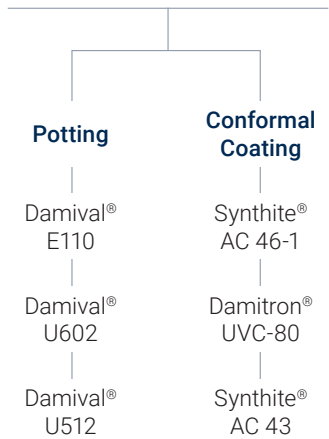 Potting
Damival®
E110
Damival®
U602
Damival®
U512
Conformal
Coating
Synthite®
AC 46-1
Damitron®
UVC-80
Synthite®
AC 43